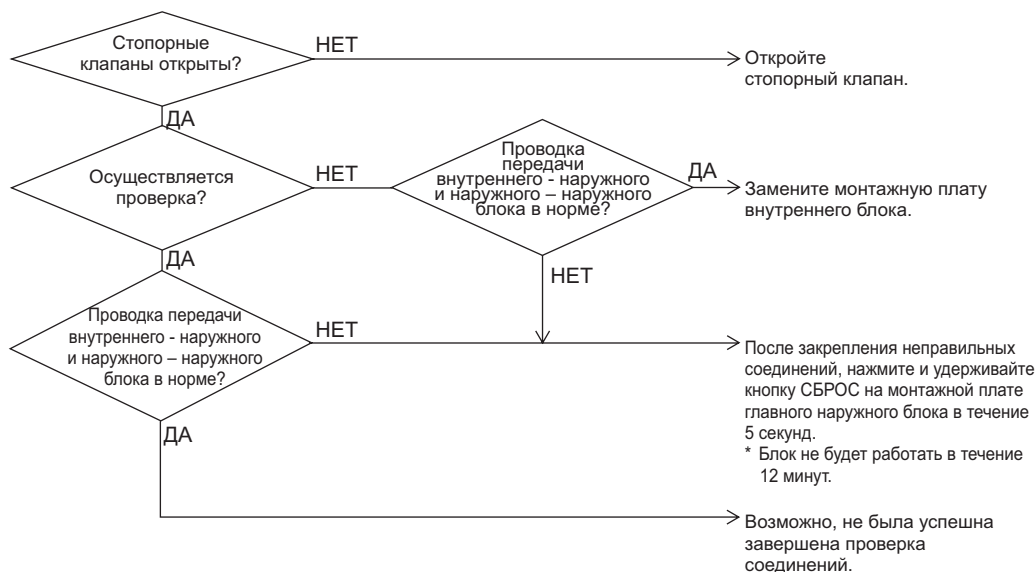 Стопорные
клапаны открыты?
НЕТ
Откройте
стопорный клапан.
ДА
Осуществляется
проверка?
НЕТ
Проводка
передачи
внутреннего - наружного
и наружного – наружного
блока в норме?
ДА
Замените монтажную плату
внутреннего блока.
ДА
НЕТ
Проводка передачи
внутреннего - наружного
и наружного – наружного
блока в норме?
НЕТ
После закрепления неправильных
соединений, нажмите и удерживайте
кнопку СБРОС на монтажной плате
главного наружного блока в течение
5 секунд.
* Блок не будет работать в течение
12 минут.
ДА
Возможно, не была успешна
завершена проверка
соединений.